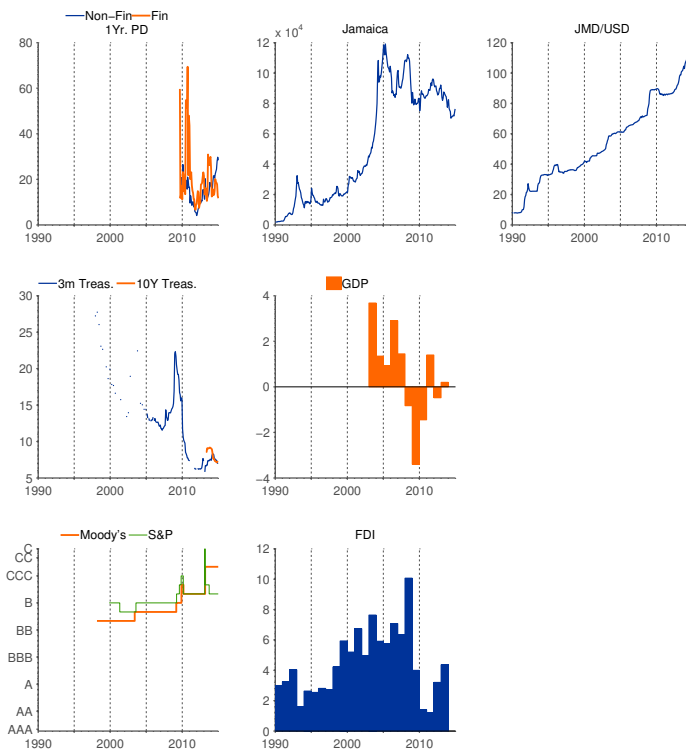 Non-Fin Fin
1Yr. PD
80
60
40
20
0
1990 2000 2010
x 10^4 Jamaica
12
10
8
6
4
2
0
1990 2000 2010
JMD/USD
120
100
80
60
40
20
0
1990 2000 2010
3m Treas. 10Y Treas.
30
25
20
15
10
5
1990 2000 2010
GDP
4
2
0
−2
−4
1990 2000 2010
Moody's S&P
C
CC
CCC
B
BB
BBB
A
AA
AAA
1990 2000 2010
FDI
12
10
8
6
4
2
0
1990 2000 2010